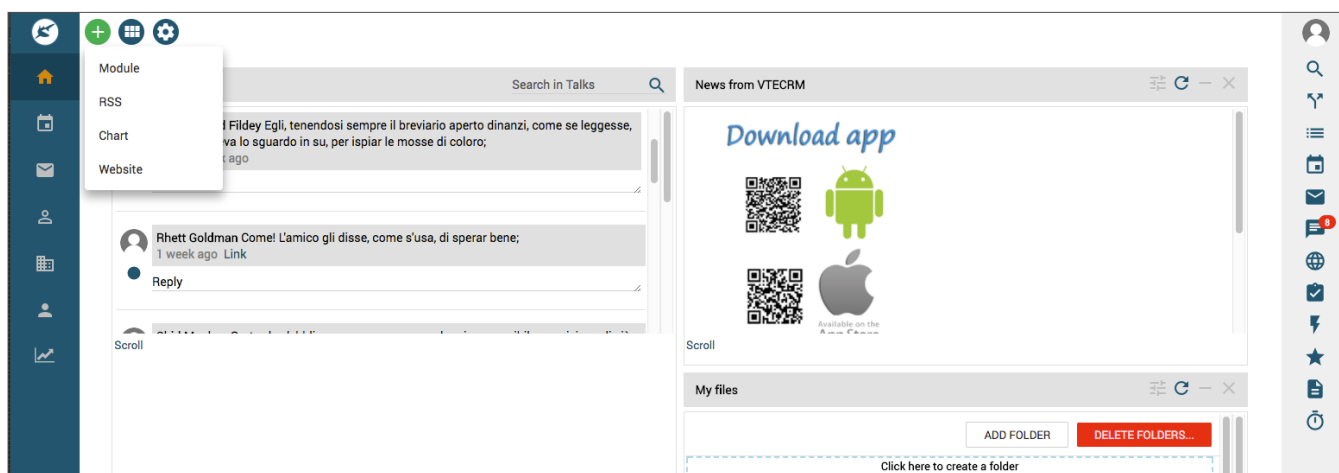 Module
RSS
Chart
Website
Search in Talks
Fildey Egli, tenendosi sempre il breviario aperto dinanzi, come se leggesse,
lo sguardo in su, per ispiar le mosse di coloro;
ago
Rhett Goldman Come! L'amico gli disse, come s'usa, di sperar bene;
1 week ago Link
Reply
Scroll
News from VTECRM
Download app
Available on the
App Store
Scroll
My files
ADD FOLDER
DELETE FOLDERS...
Click here to create a folder
8